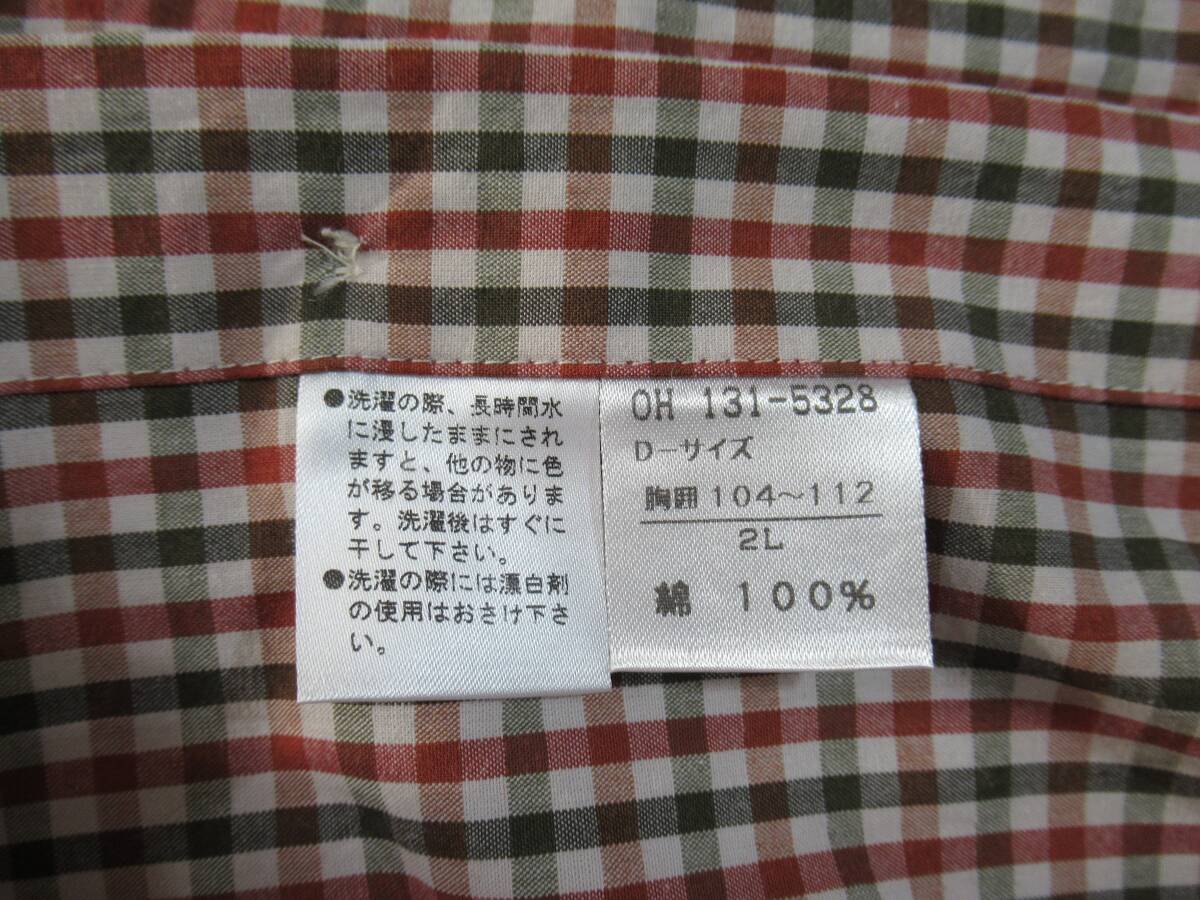 ●洗濯の際、長時間水
に浸したままにされ
ますと、他の物に色
が移る場合がありま
す。洗濯後はすぐに
干して下さい。
●洗濯の際には漂白剤
の使用はおさけ下さ
い。
OH 131-5328
D-サイズ
胸囲 104~112
2L
綿 100%